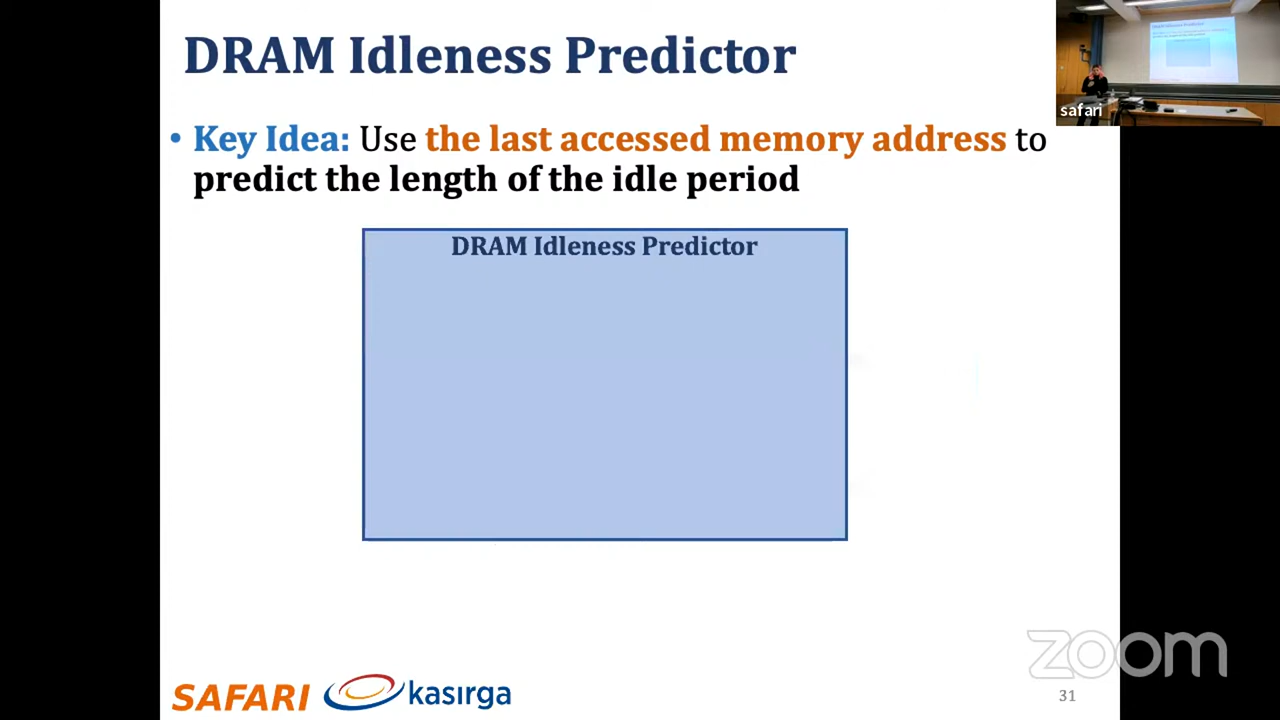 DRAM Idleness Predictor
• Key Idea: Use the last accessed memory address to
predict the length of the idle period
DRAM Idleness Predictor
safari
zoom
SAFARI
kasırga
31